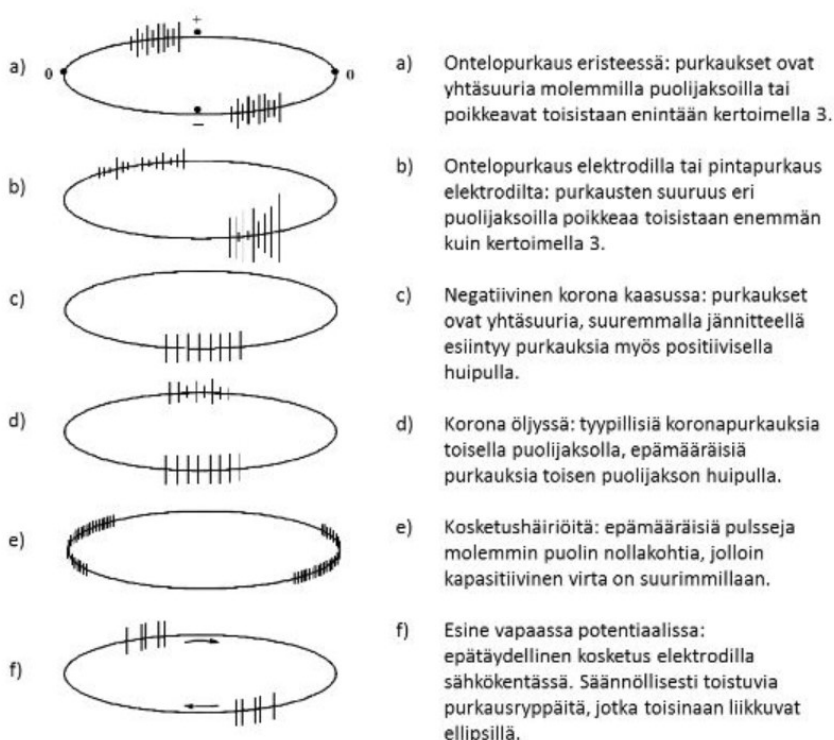 a)
+
0
0
−
a) Ontelopurkaus eristeessä: purkaukset ovat
yhtäsuuria molemmilla puolijaksoilla tai
poikkeavat toisistaan enintään kertoimella 3.
b)
b) Ontelopurkaus elektrodilla tai pintapurkaus
elektrodilta: purkausten suuruus eri
puolijaksoilla poikkeaa toisistaan enemmän
kuin kertoimella 3.
c)
c) Negatiivinen korona kaasussa: purkaukset
ovat yhtäsuuria, suuremmalla jännitteellä
esiintyy purkauksia myös positiivisella
huipulla.
d)
d) Korona öljyssä: tyypillisiä koronapurkauksia
toisella puolijaksolla, epämääräisiä
purkauksia toisen puolijakson huipulla.
e)
e) Kosketushäiriöitä: epämääräisiä pulsseja
molemmin puolin nollakohtia, jolloin
kapasitiivinen virta on suurimmillaan.
f)
f) Esine vapaassa potentiaalissa:
epätäydellinen kosketus elektrodilla
sähkökentässä. Säännöllisesti toistuvia
purkausryppäitä, jotka toisinaan liikkuvat
ellipsillä.